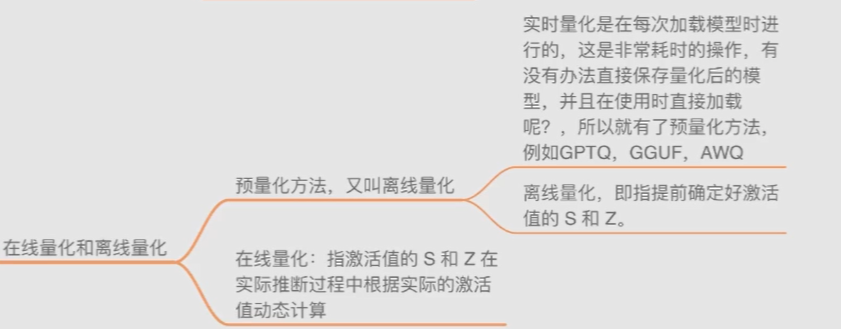 实时量化是在每次加载模型时进
行的，这是非常耗时的操作，有
没有办法直接保存量化后的模
型，并且在使用时直接加载
呢？，所以就有了预量化方法，
例如GPTQ，GGUF，AWQ
预量化方法，又叫离线量化
离线量化，即指提前确定好激活
值的 S 和 Z。
在线量化和离线量化
在线量化：指激活值的 S 和 Z 在
实际推断过程中根据实际的激活
值动态计算